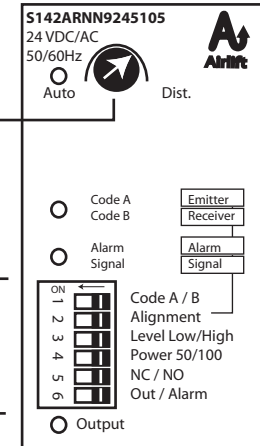 S142ARNN9245105
24 VDC/AC
50/60Hz
Airlift
Auto
Dist.
Code A
Code B
Emitter
Receiver
Alarm
Signal
Alarm
Signal
ON
1 Code A / B
2 Alignment
3 Level Low/High
4 Power 50/100
5 NC / NO
6 Out / Alarm
Output